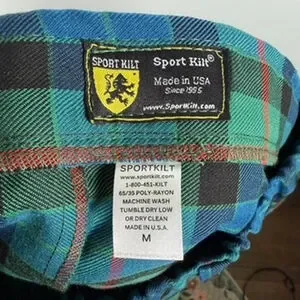 SPORT KILT
Sport Kilt®
Made in USA
Since 1995
www.SportKilt.com
SPORTKILT
www.sportkilt.com
1-800-451-KILT
65/35 POLY-RAYON
MACHINE WASH
TUMBLE DRY LOW
or DRY CLEAN
MADE IN U.S.A.
M